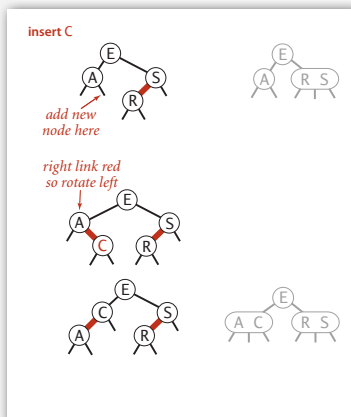 insert C
E
E
A
S
A
R S
R
add new
node here
right link red
so rotate left
E
A
S
C
R
E
E
C
S
A C
R S
A
R